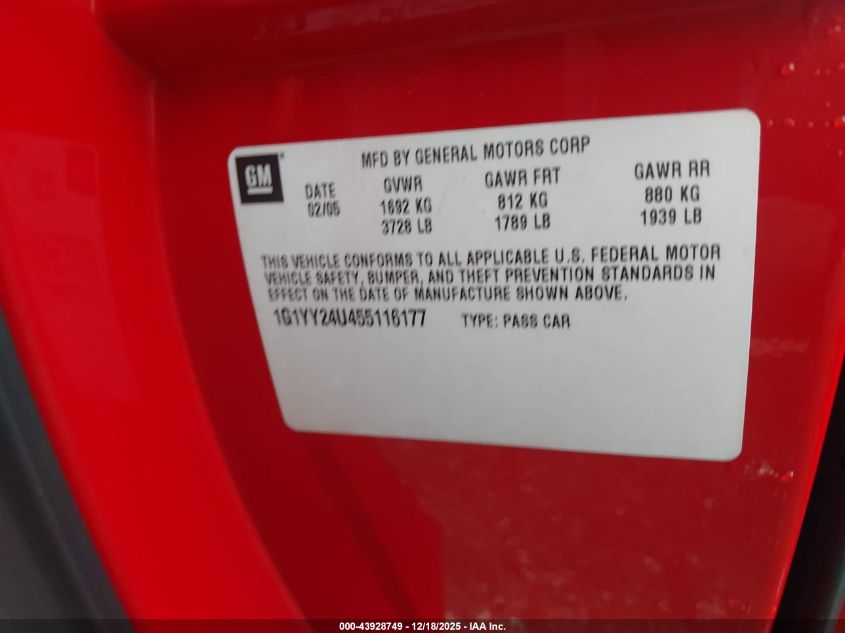 GM
MFD BY GENERAL MOTORS CORP
DATE GVWR GAWR FRT GAWR RR
02/05 1692 KG 812 KG 880 KG
3728 LB 1789 LB 1939 LB
THIS VEHICLE CONFORMS TO ALL APPLICABLE U.S. FEDERAL MOTOR
VEHICLE SAFETY, BUMPER, AND THEFT PREVENTION STANDARDS IN
EFFECT ON THE DATE OF MANUFACTURE SHOWN ABOVE.
1G1YY24U455116177 TYPE: PASS CAR
000-43928749 - 12/18/2025 - IAA Inc.